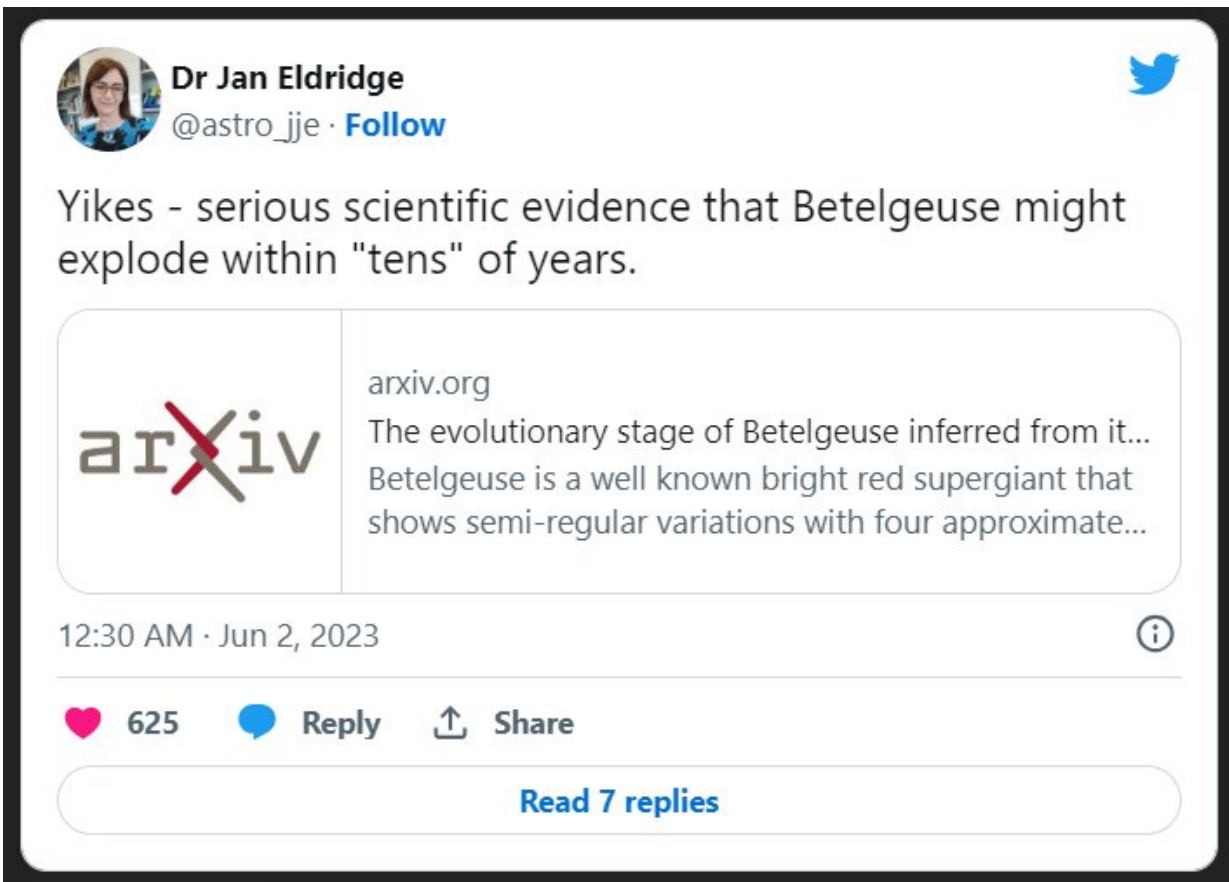 Dr Jan Eldridge
@astro_jje · Follow
Yikes - serious scientific evidence that Betelgeuse might
explode within "tens" of years.
arXiv
arxiv.org
The evolutionary stage of Betelgeuse inferred from it...
Betelgeuse is a well known bright red supergiant that
shows semi-regular variations with four approximate...
12:30 AM · Jun 2, 2023
625 Reply Share
Read 7 replies